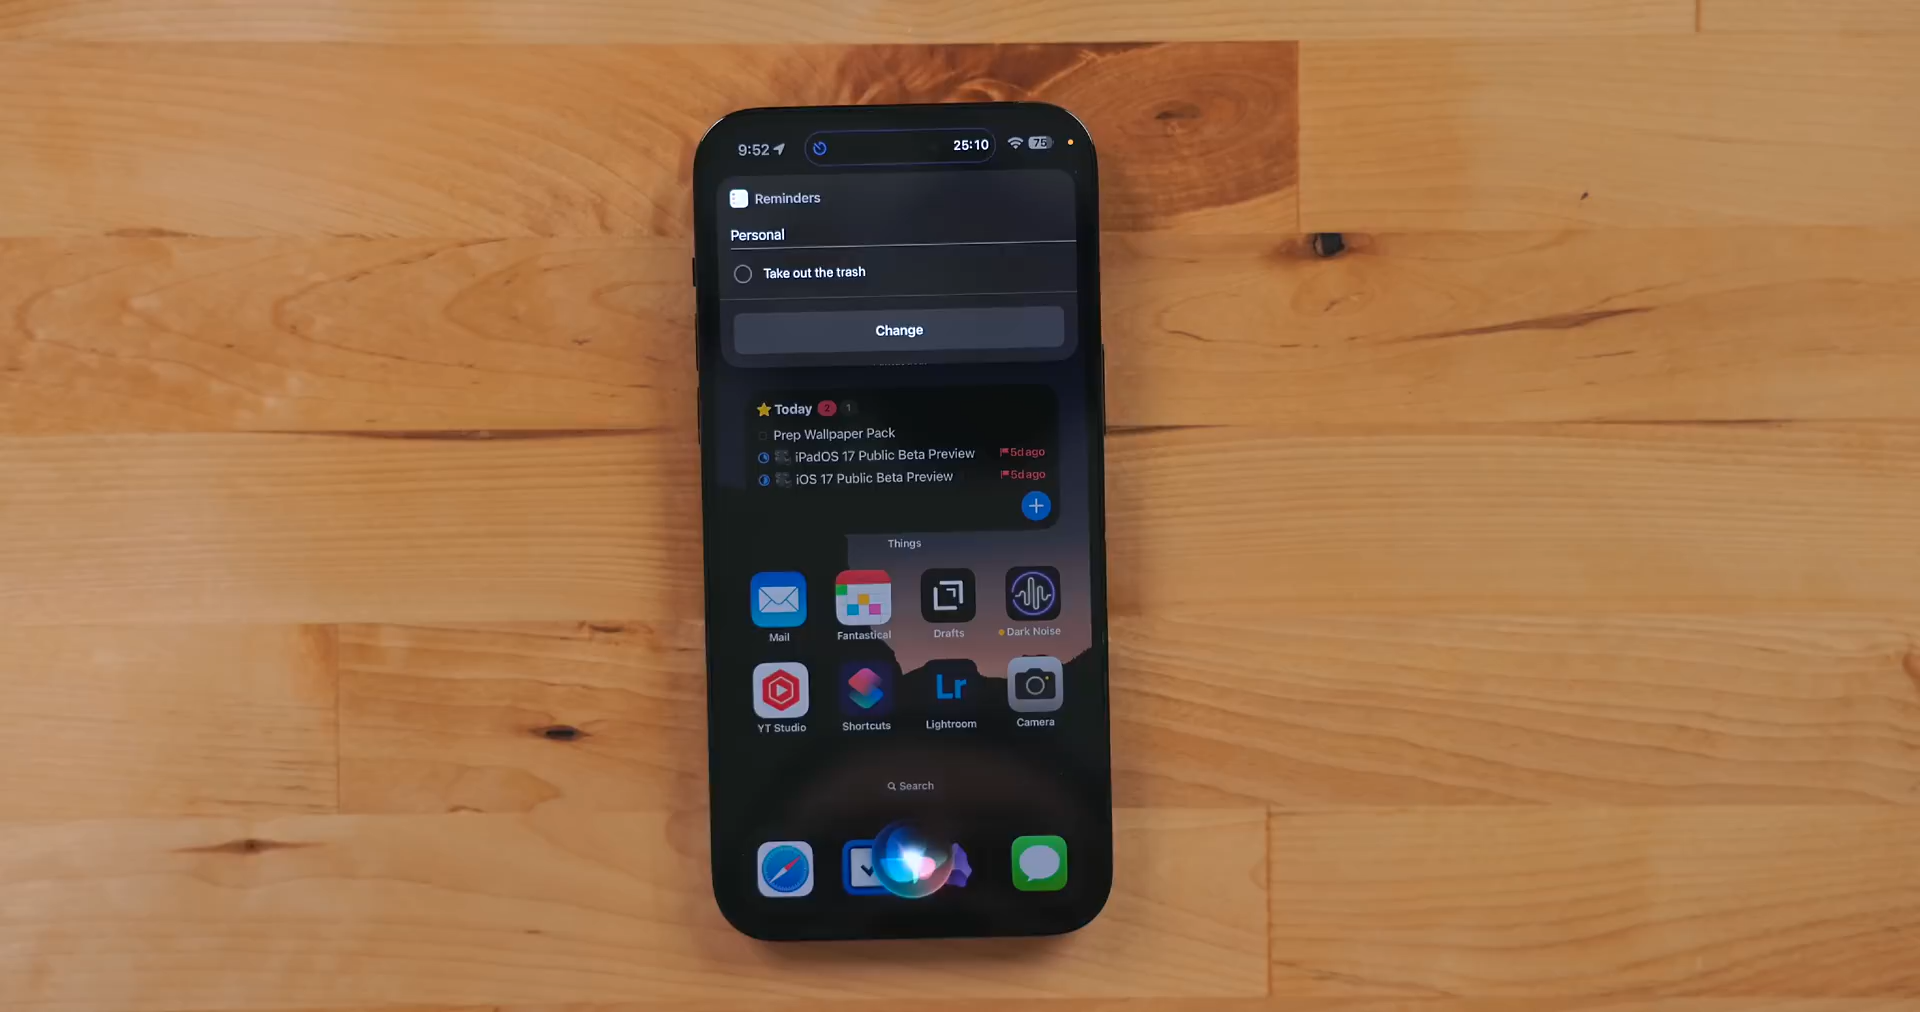 9:52
25:10
75
Reminders
Personal
Take out the trash
Change
Today 2 1
Prep Wallpaper Pack
iPadOS 17 Public Beta Preview 5d ago
iOS 17 Public Beta Preview 5d ago
Things
Mail
Fantastical
Drafts
Dark Noise
YT Studio
Shortcuts
Lr
Lightroom
Camera
Search